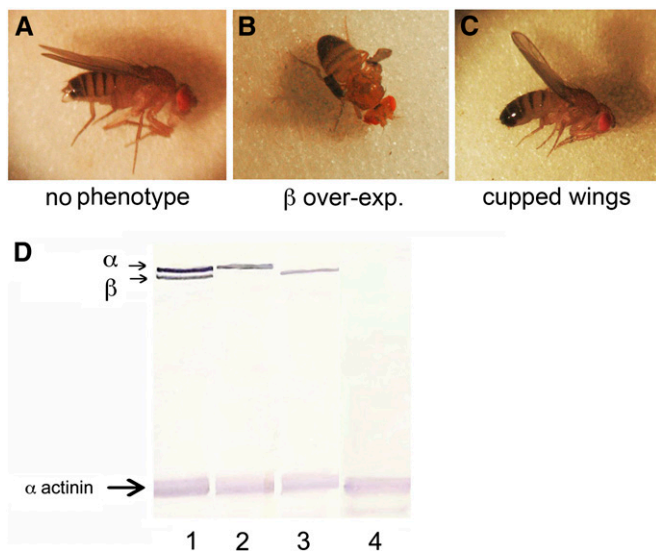 A B C
no phenotype β over-exp. cupped wings
D
α
β
α actinin
1 2 3 4